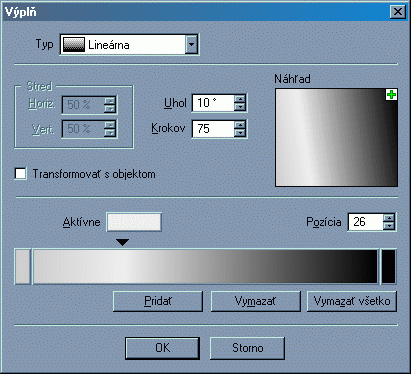 Výplň
Typ Lineárna
Stred
Horiz. 50 %
Vert. 50 %
Uhol 10 °
Krokov 75
Náhľad
Transformovať s objektom
Aktívne
Pozícia 26
Pridať Vymazať Vymazať všetko
OK Storno